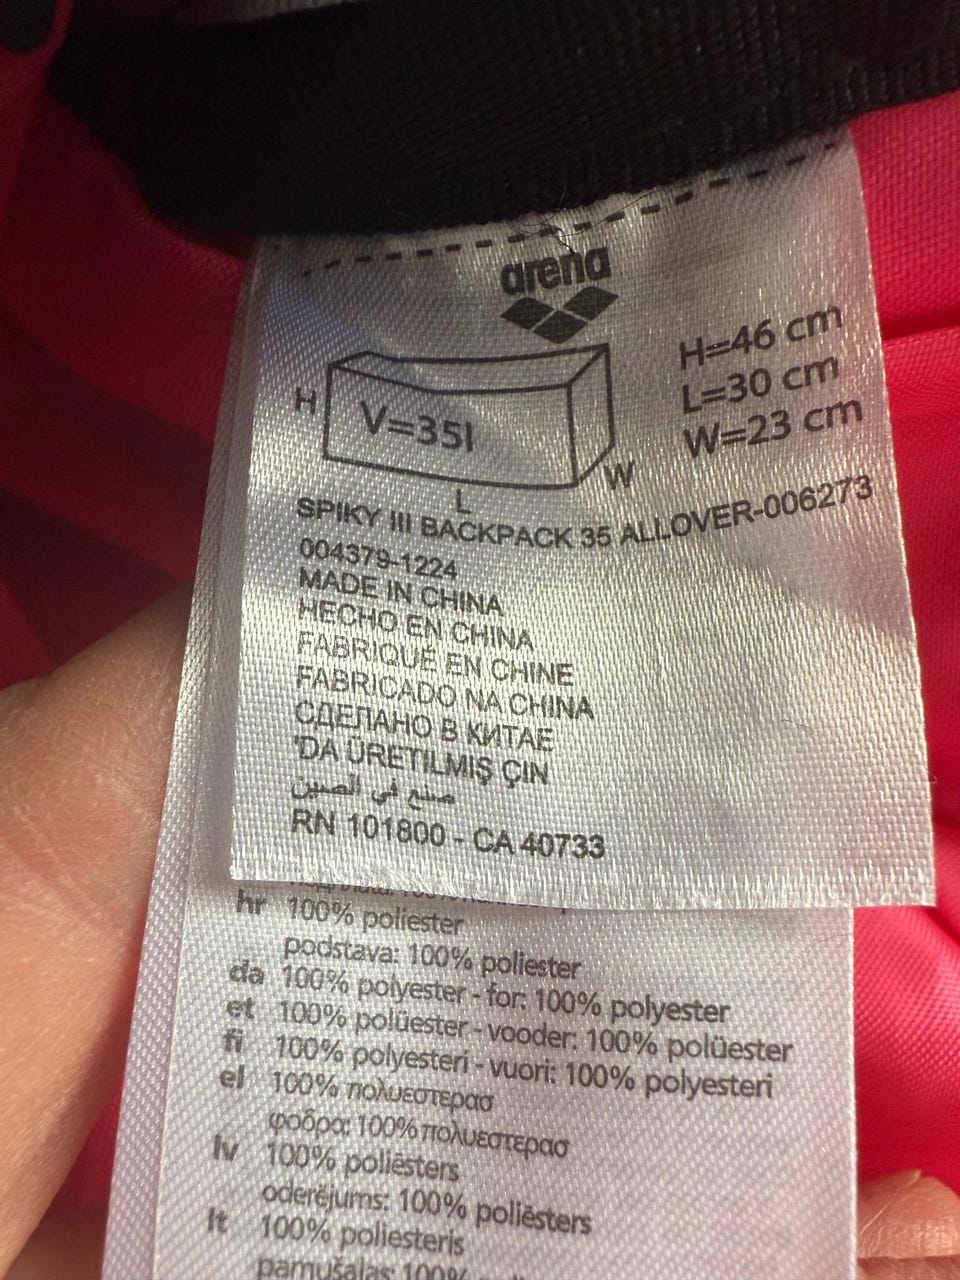 arena
H=46 cm
L=30 cm
W=23 cm
H
V=35l
W
L
SPIKY III BACKPACK 35 ALLOVER-006273
004379-1224
MADE IN CHINA
HECHO EN CHINA
FABRIQUÉ EN CHINE
FABRICADO NA CHINA
СДЕЛАНО В КИТАЕ
'DA ÜRETILMIŞ ÇIN
صنع في الصين
RN 101800 - CA 40733
hr 100% poliester
podstava: 100% poliester
da 100% polyester - for: 100% polyester
et 100% polüester - vooder: 100% polüester
fi 100% polyesteri - vuori: 100% polyesteri
el 100% πολυεστερασ
φοδρα: 100% πολυεστερασ
lv 100% poliēsters
oderējums: 100% poliēsters
lt 100% poliesteris
pamušalas: 100%